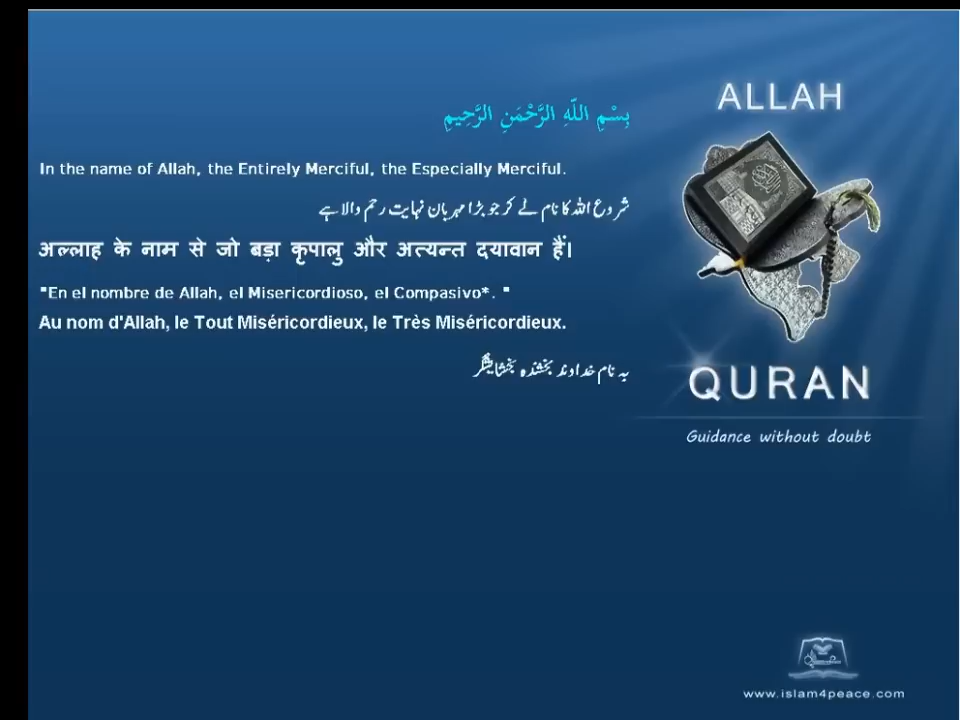 بِسْمِ اللَّهِ الرَّحْمَنِ الرَّحِيمِ
In the name of Allah, the Entirely Merciful, the Especially Merciful.
شروع الله کا نام لے کر جو بڑا مہربان نہایت رحم والا ہے
अल्लाह के नाम से जो बड़ा कृपालु और अत्यन्त दयावान हैं।
"En el nombre de Allah, el Misericordioso, el Compasivo*. "
Au nom d'Allah, le Tout Miséricordieux, le Très Miséricordieux.
به نام خداوند بخشنده بخشایشگر
ALLAH
QURAN
Guidance without doubt
www.islam4peace.com